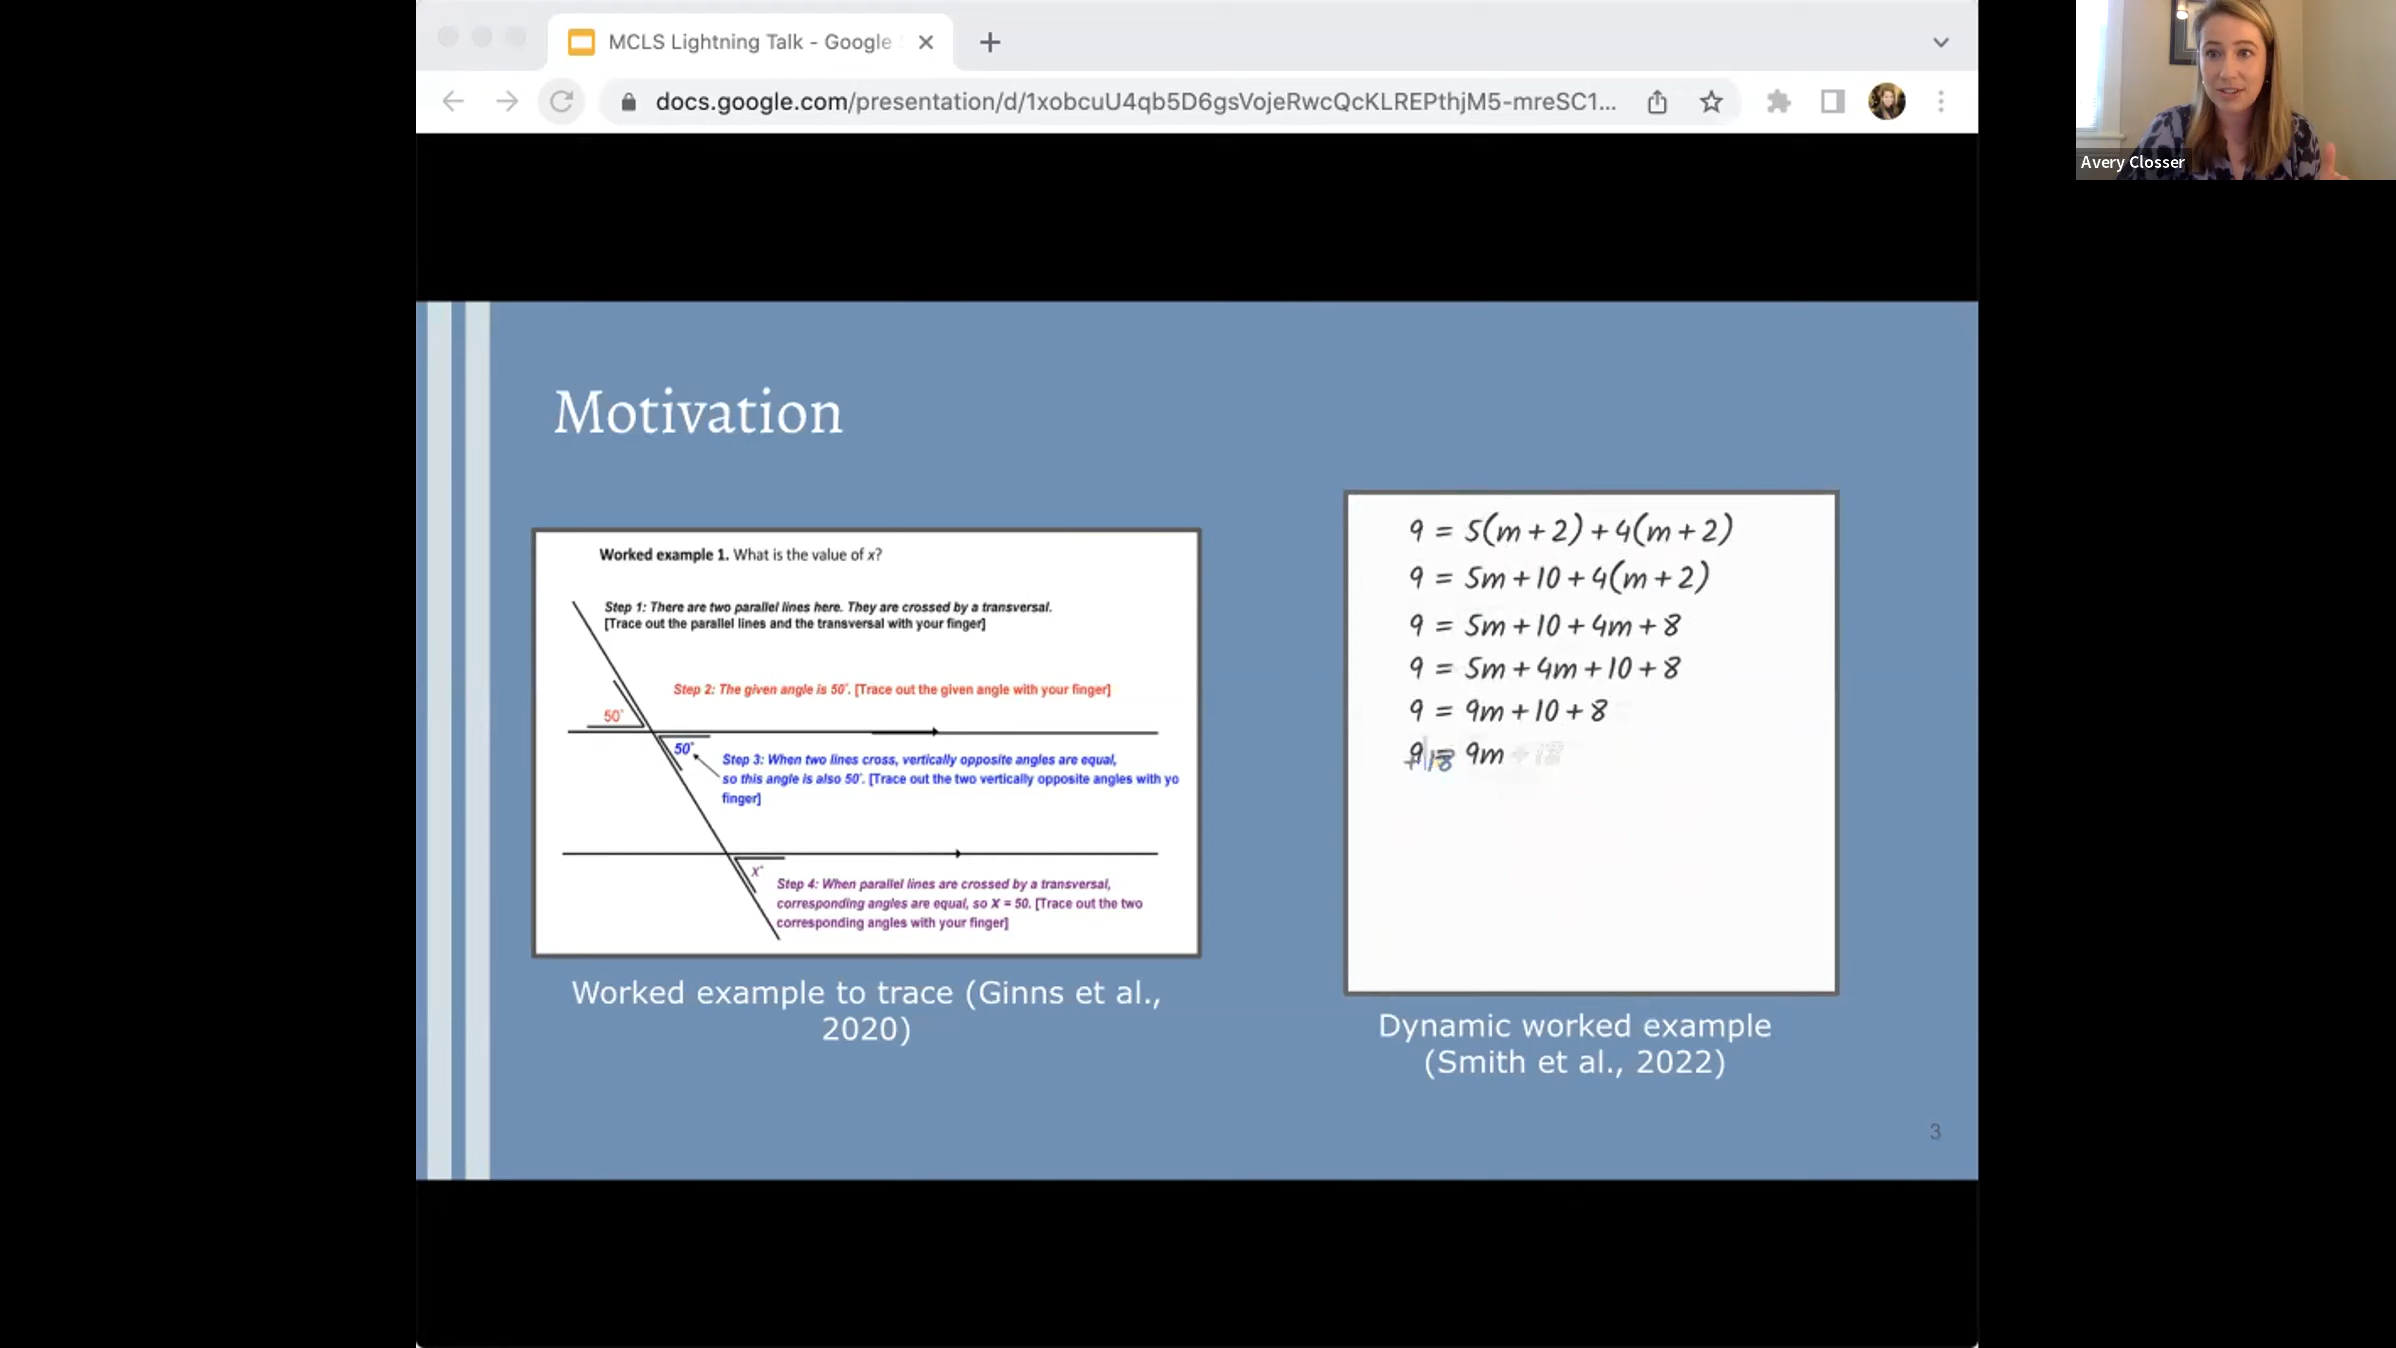 MCLS Lightning Talk - Google
docs.google.com/presentation/d/1xobcuU4qb5D6gsVojeRwcQcKLREPthjM5-mreSC1...
Avery Closser
Motivation
Worked example 1. What is the value of x?
Step 1: There are two parallel lines here. They are crossed by a transversal.
[Trace out the parallel lines and the transversal with your finger]
Step 2: The given angle is 50°. [Trace out the given angle with your finger]
50°
50°
Step 3: When two lines cross, vertically opposite angles are equal,
so this angle is also 50°. [Trace out the two vertically opposite angles with yo
finger]
x°
Step 4: When parallel lines are crossed by a transversal,
corresponding angles are equal, so X = 50. [Trace out the two
corresponding angles with your finger]
Worked example to trace (Ginns et al.,
2020)
9 = 5(m+2)+4(m+2)
9 = 5m+10+4(m+2)
9 = 5m+10+4m+8
9 = 5m+4m+10+8
9 = 9m+10+8
9 = 9m
Dynamic worked example
(Smith et al., 2022)
3